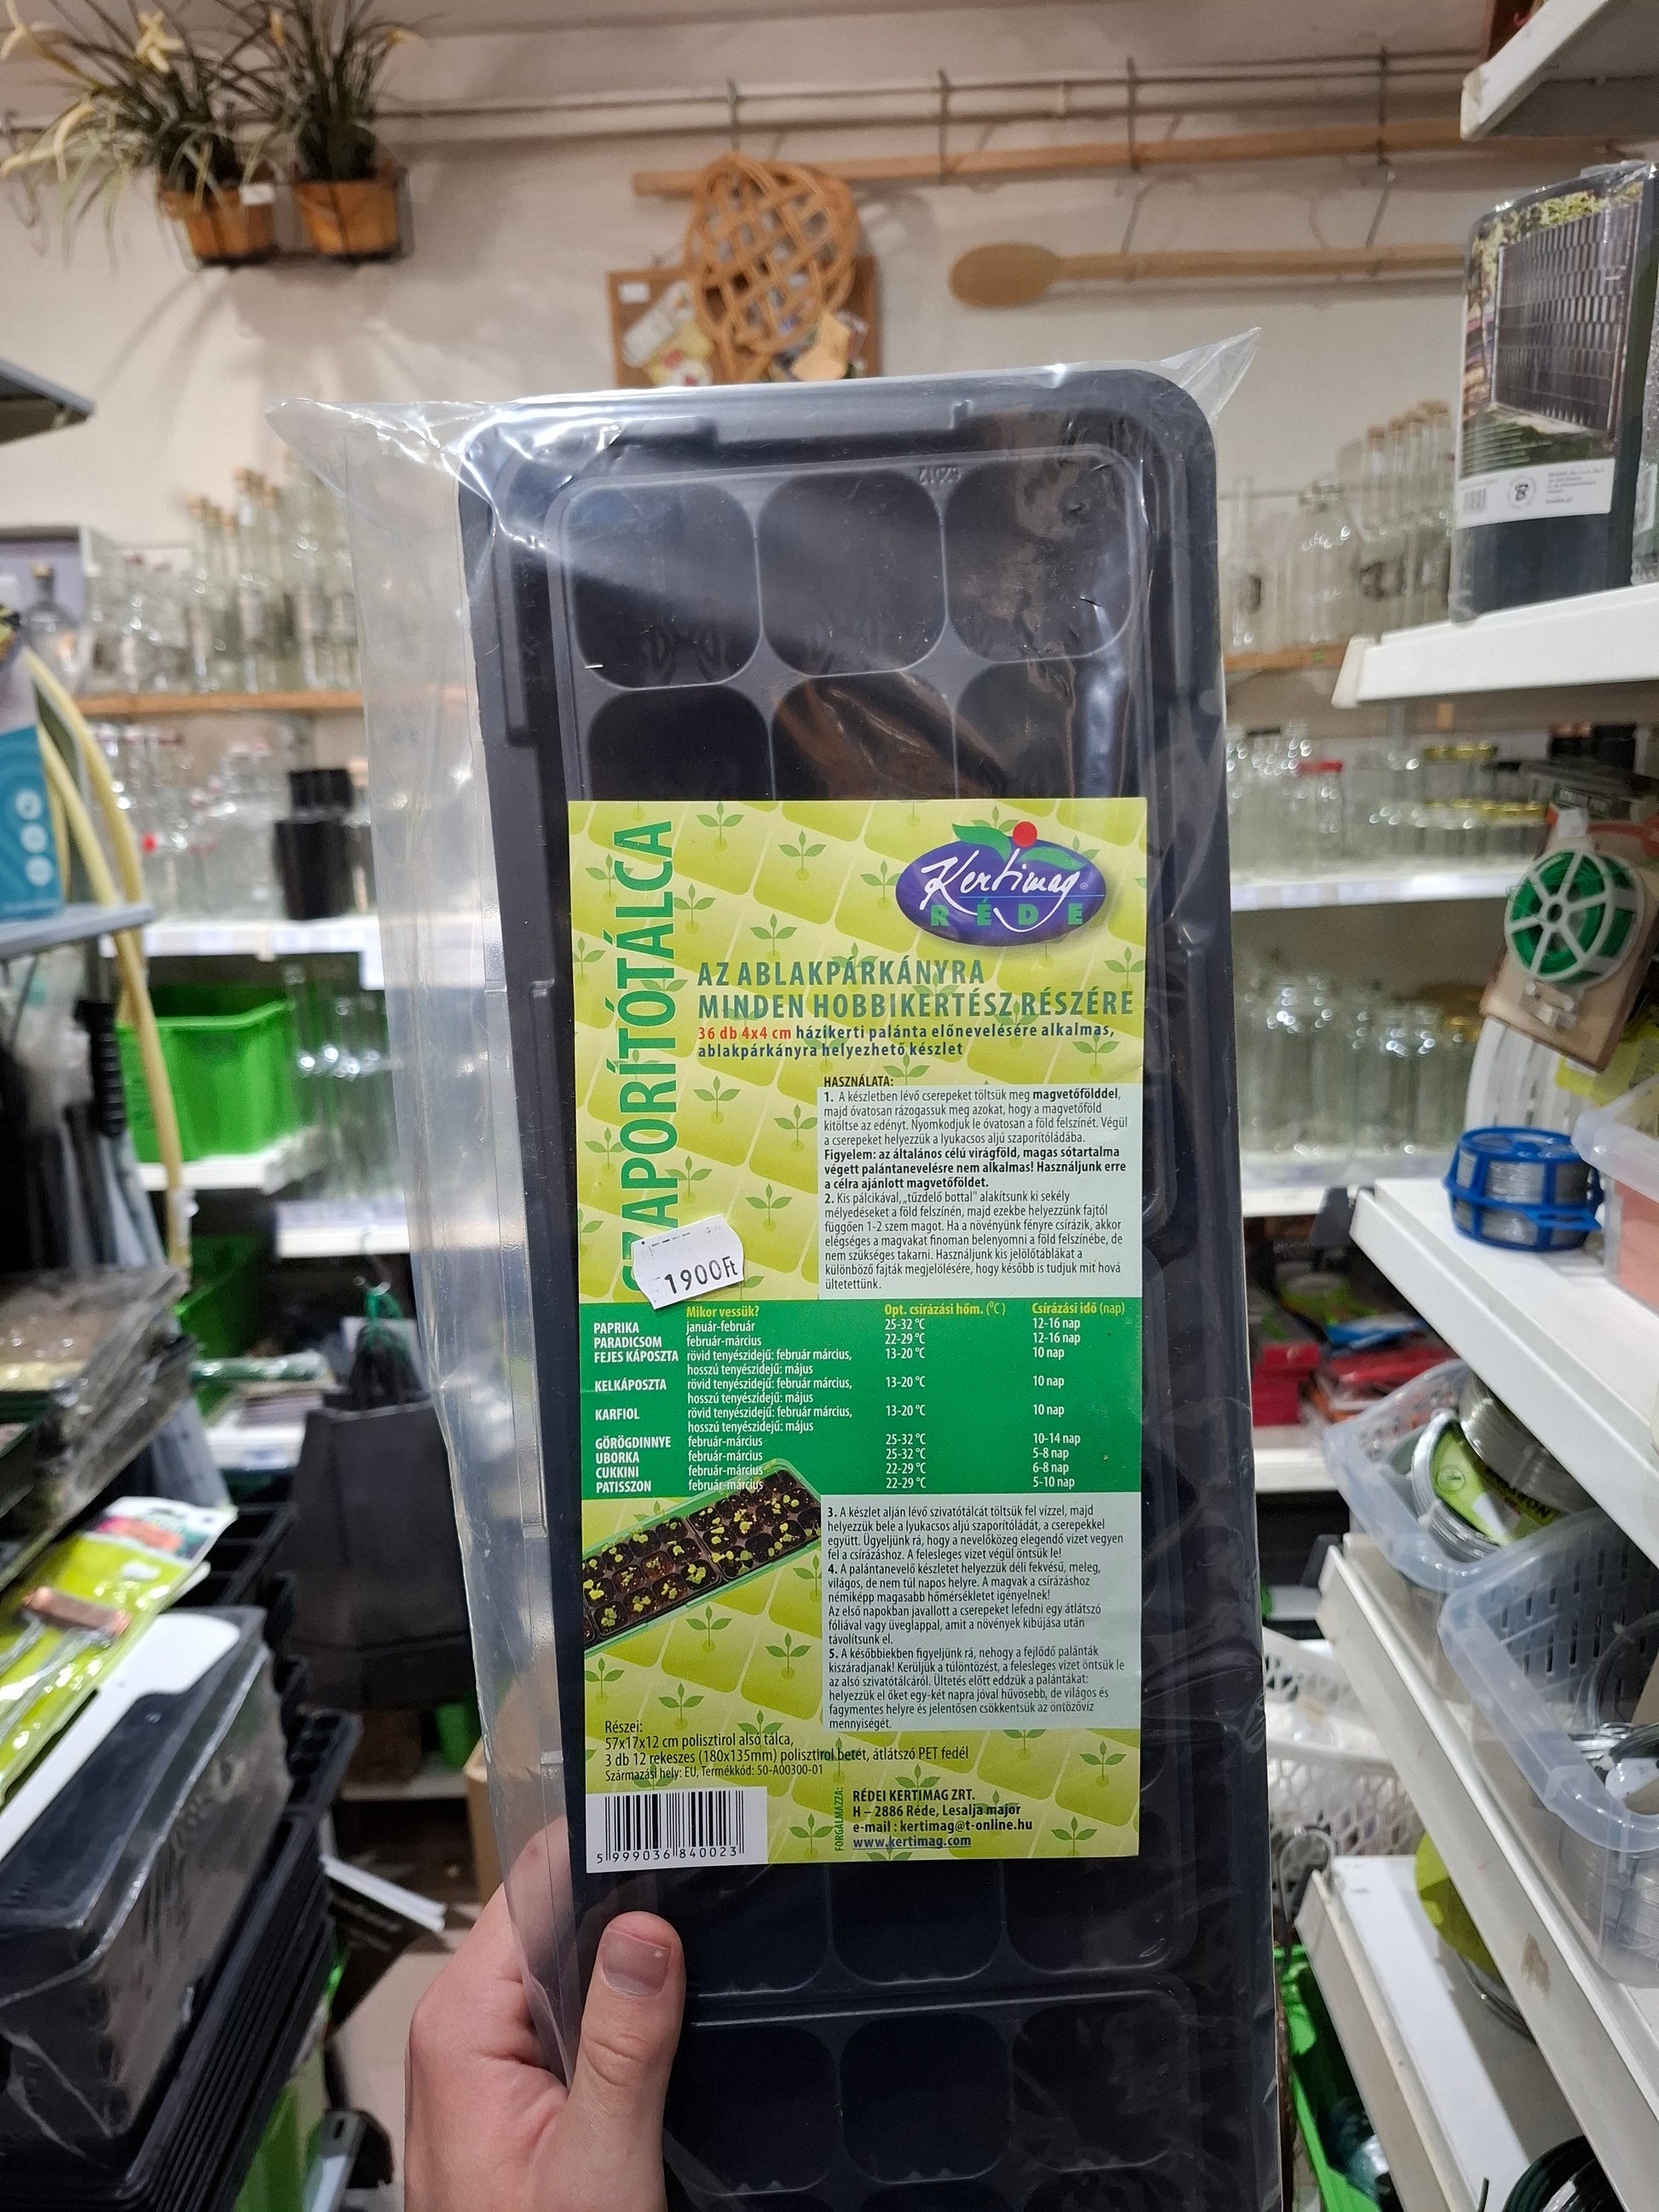 SZAPORÍTÓTÁLCA
Kertimag®
RÉDE
AZ ABLAKPÁRKÁNYRA
MINDEN HOBBIKERTÉSZ RÉSZÉRE
36 db 4x4 cm házikerti palánta előnevelésére alkalmas,
ablakpárkányra helyezhető készlet
HASZNÁLATA:
1. A készletben lévő cserepeket töltsük meg magvetőfölddel,
majd óvatosan rázogassuk meg azokat, hogy a magvetőföld
kitöltse az edényt. Nyomkodjuk le óvatosan a föld felszínét. Végül
a cserepeket helyezzük a lyukacsos aljú szaporítóládába.
Figyelem: az általános célú virágföld, magas sótartalma
végett palántanevelésre nem alkalmas! Használjunk erre
a célra ajánlott magvetőföldet.
2. Kis pálcikával, „tűzdelő bottal" alakítsunk ki sekély
mélyedéseket a föld felszínén, majd ezekbe helyezzünk fajtól
függően 1-2 szem magot. Ha a növényünk fényre csírázik, akkor
elégséges a magvakat finoman belenyomni a föld felszínébe, de
nem szükséges takarni. Használjunk kis jelölőtáblákat a
különböző fajták megjelölésére, hogy később is tudjuk mit hová
ültettünk.
1900Ft
Mikor vessük? Opt. csírázási hőm. (°C) Csírázási idő (nap)
PAPRIKA január-február 25-32 °C 12-16 nap
PARADICSOM február-március 22-29 °C 12-16 nap
FEJES KÁPOSZTA rövid tenyészidejű: február március, 13-20 °C 10 nap
hosszú tenyészidejű: május
KELKÁPOSZTA rövid tenyészidejű: február március, 13-20 °C 10 nap
hosszú tenyészidejű: május
KARFIOL rövid tenyészidejű: február március, 13-20 °C 10 nap
hosszú tenyészidejű: május
GÖRÖGDINNYE február-március 25-32 °C 10-14 nap
UBORKA február-március 25-32 °C 5-8 nap
CUKKINI február-március 22-29 °C 6-8 nap
PATISSZON február-március 22-29 °C 5-10 nap
3. A készlet alján lévő szivatótálcát töltsük fel vízzel, majd
helyezzük bele a lyukacsos aljú szaporítóládát, a cserepekkel
együtt. Ügyeljünk rá, hogy a nevelőközeg elegendő vizet vegyen
fel a csírázáshoz. A felesleges vizet végül öntsük le!
4. A palántanevelő készletet helyezzük déli fekvésű, meleg,
világos, de nem túl napos helyre. A magvak a csírázáshoz
némiképp magasabb hőmérsékletet igényelnek!
Az első napokban javallott a cserepeket lefedni egy átlátszó
fóliával vagy üveglappal, amit a növények kibújása után
távolítsunk el.
5. A későbbiekben figyeljünk rá, nehogy a fejlődő palánták
kiszáradjanak! Kerüljük a túlöntözést, a felesleges vizet öntsük le
az alsó szivatótálcáról. Ültetés előtt eddzük a palántákat:
helyezzük el őket egy-két napra jóval hűvösebb, de világos és
fagymentes helyre és jelentősen csökkentsük az öntözővíz
mennyiségét.
Részei:
57x17x12 cm polisztirol alsó tálca,
3 db 12 rekeszes (180x135mm) polisztirol betét, átlátszó PET fedél
Származási hely: EU, Termékkód: 50-A00300-01
5 999036 840023
FORGALMAZZA:
RÉDEI KERTIMAG ZRT.
H – 2886 Réde, Lesalja major
e-mail : kertimag@t-online.hu
www.kertimag.com